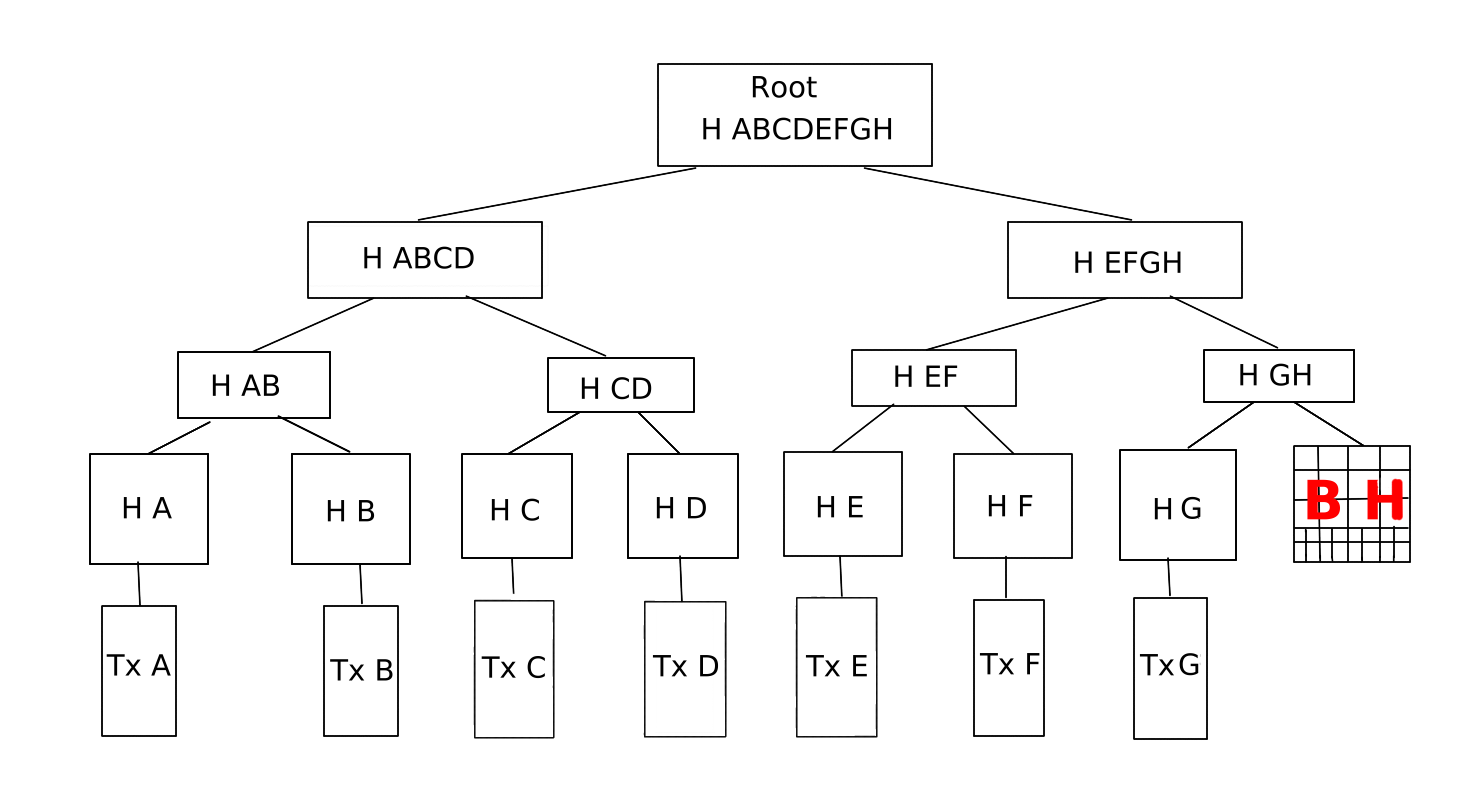 Root
H ABCDEFGH
H ABCD
H EFGH
H AB
H CD
H EF
H GH
H A
H B
H C
H D
H E
H F
H G
B H
Tx A
Tx B
Tx C
Tx D
Tx E
Tx F
Tx G